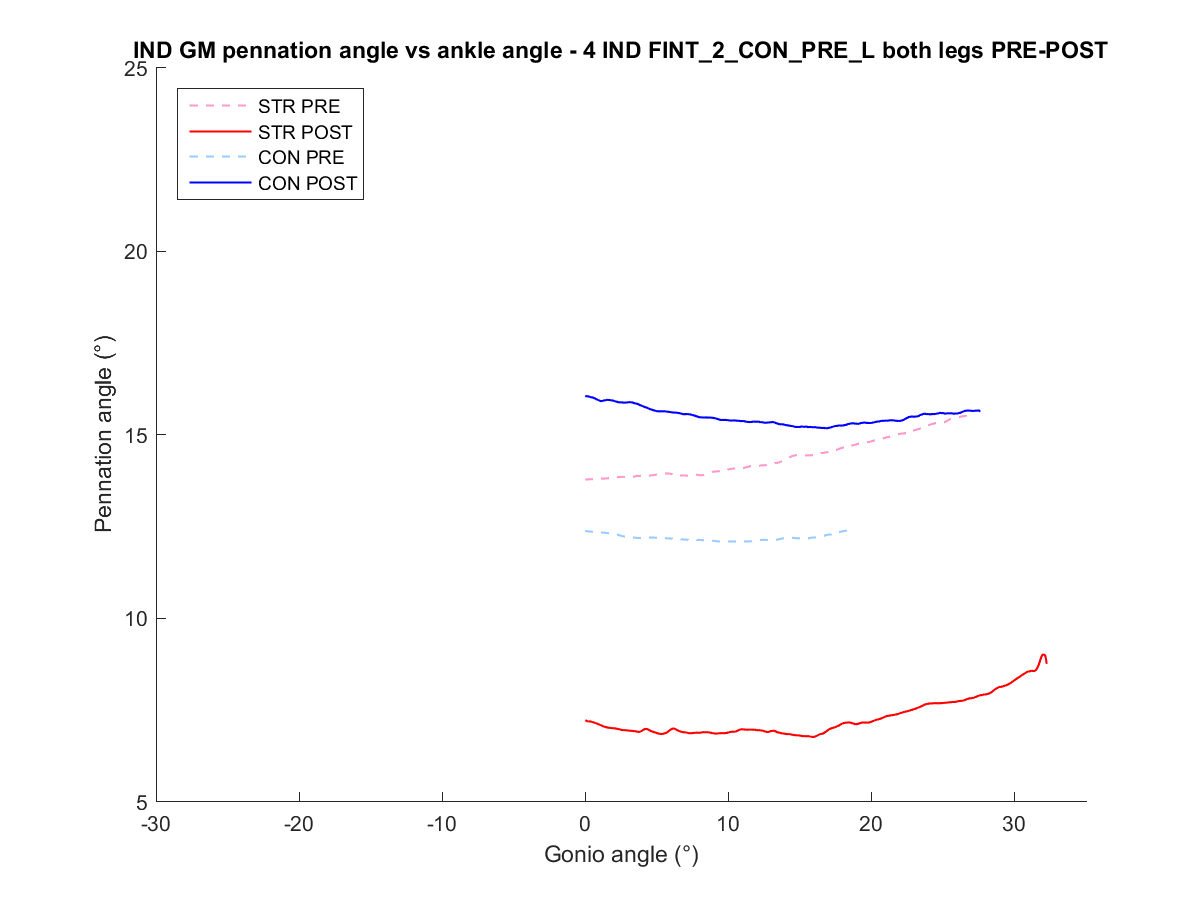 IND GM pennation angle vs ankle angle - 4 IND FINT_2_CON_PRE_L both legs PRE-POST
25
STR PRE
STR POST
CON PRE
CON POST
20
15
10
5
Pennation angle (°)
-30
-20
-10
0
10
20
30
Gonio angle (°)